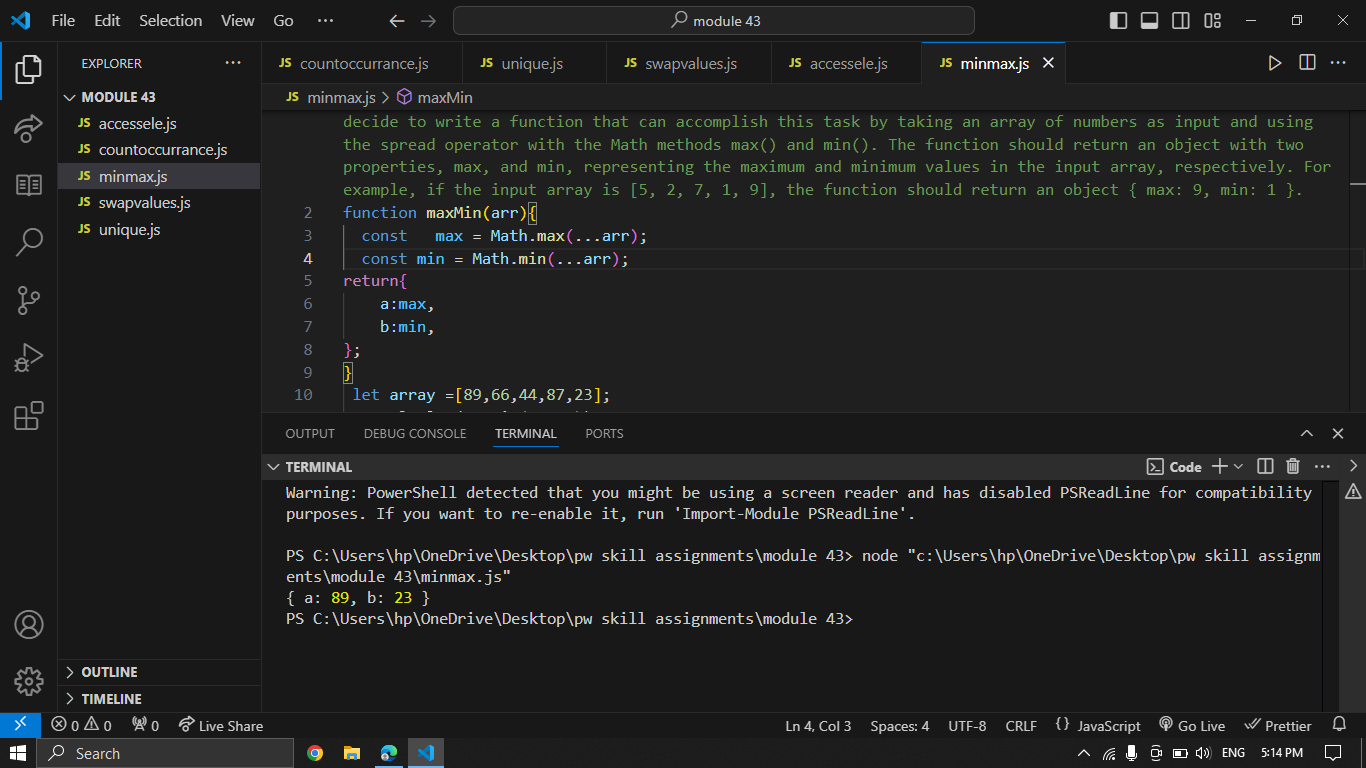 File Edit Selection View Go ··· module 43
EXPLORER ···
MODULE 43
JS accessele.js
JS countoccurrance.js
JS minmax.js
JS swapvalues.js
JS unique.js
OUTLINE
TIMELINE
JS countoccurrance.js JS unique.js JS swapvalues.js JS accessele.js JS minmax.js
JS minmax.js > maxMin
decide to write a function that can accomplish this task by taking an array of numbers as input and using
the spread operator with the Math methods max() and min(). The function should return an object with two
properties, max, and min, representing the maximum and minimum values in the input array, respectively. For
example, if the input array is [5, 2, 7, 1, 9], the function should return an object { max: 9, min: 1 }.
2 function maxMin(arr){
3 const   max = Math.max(...arr);
4 const min = Math.min(...arr);
5 return{
6 a:max,
7 b:min,
8 };
9 }
10 let array =[89,66,44,87,23];
OUTPUT DEBUG CONSOLE TERMINAL PORTS
TERMINAL Code
Warning: PowerShell detected that you might be using a screen reader and has disabled PSReadLine for compatibility
purposes. If you want to re-enable it, run 'Import-Module PSReadLine'.
PS C:\Users\hp\OneDrive\Desktop\pw skill assignments\module 43> node "c:\Users\hp\OneDrive\Desktop\pw skill assignm
ents\module 43\minmax.js"
{ a: 89, b: 23 }
PS C:\Users\hp\OneDrive\Desktop\pw skill assignments\module 43>
0 0 0 Live Share Ln 4, Col 3 Spaces: 4 UTF-8 CRLF {} JavaScript Go Live Prettier
Search ENG 5:14 PM